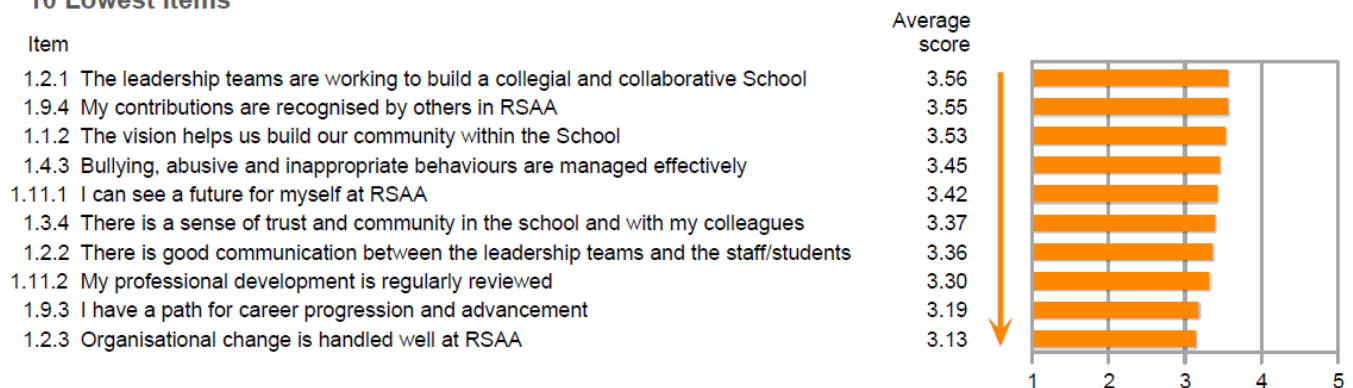 10 Lowest Items
Average
Item score
1.2.1 The leadership teams are working to build a collegial and collaborative School 3.56
1.9.4 My contributions are recognised by others in RSAA 3.55
1.1.2 The vision helps us build our community within the School 3.53
1.4.3 Bullying, abusive and inappropriate behaviours are managed effectively 3.45
1.11.1 I can see a future for myself at RSAA 3.42
1.3.4 There is a sense of trust and community in the school and with my colleagues 3.37
1.2.2 There is good communication between the leadership teams and the staff/students 3.36
1.11.2 My professional development is regularly reviewed 3.30
1.9.3 I have a path for career progression and advancement 3.19
1.2.3 Organisational change is handled well at RSAA 3.13
1 2 3 4 5